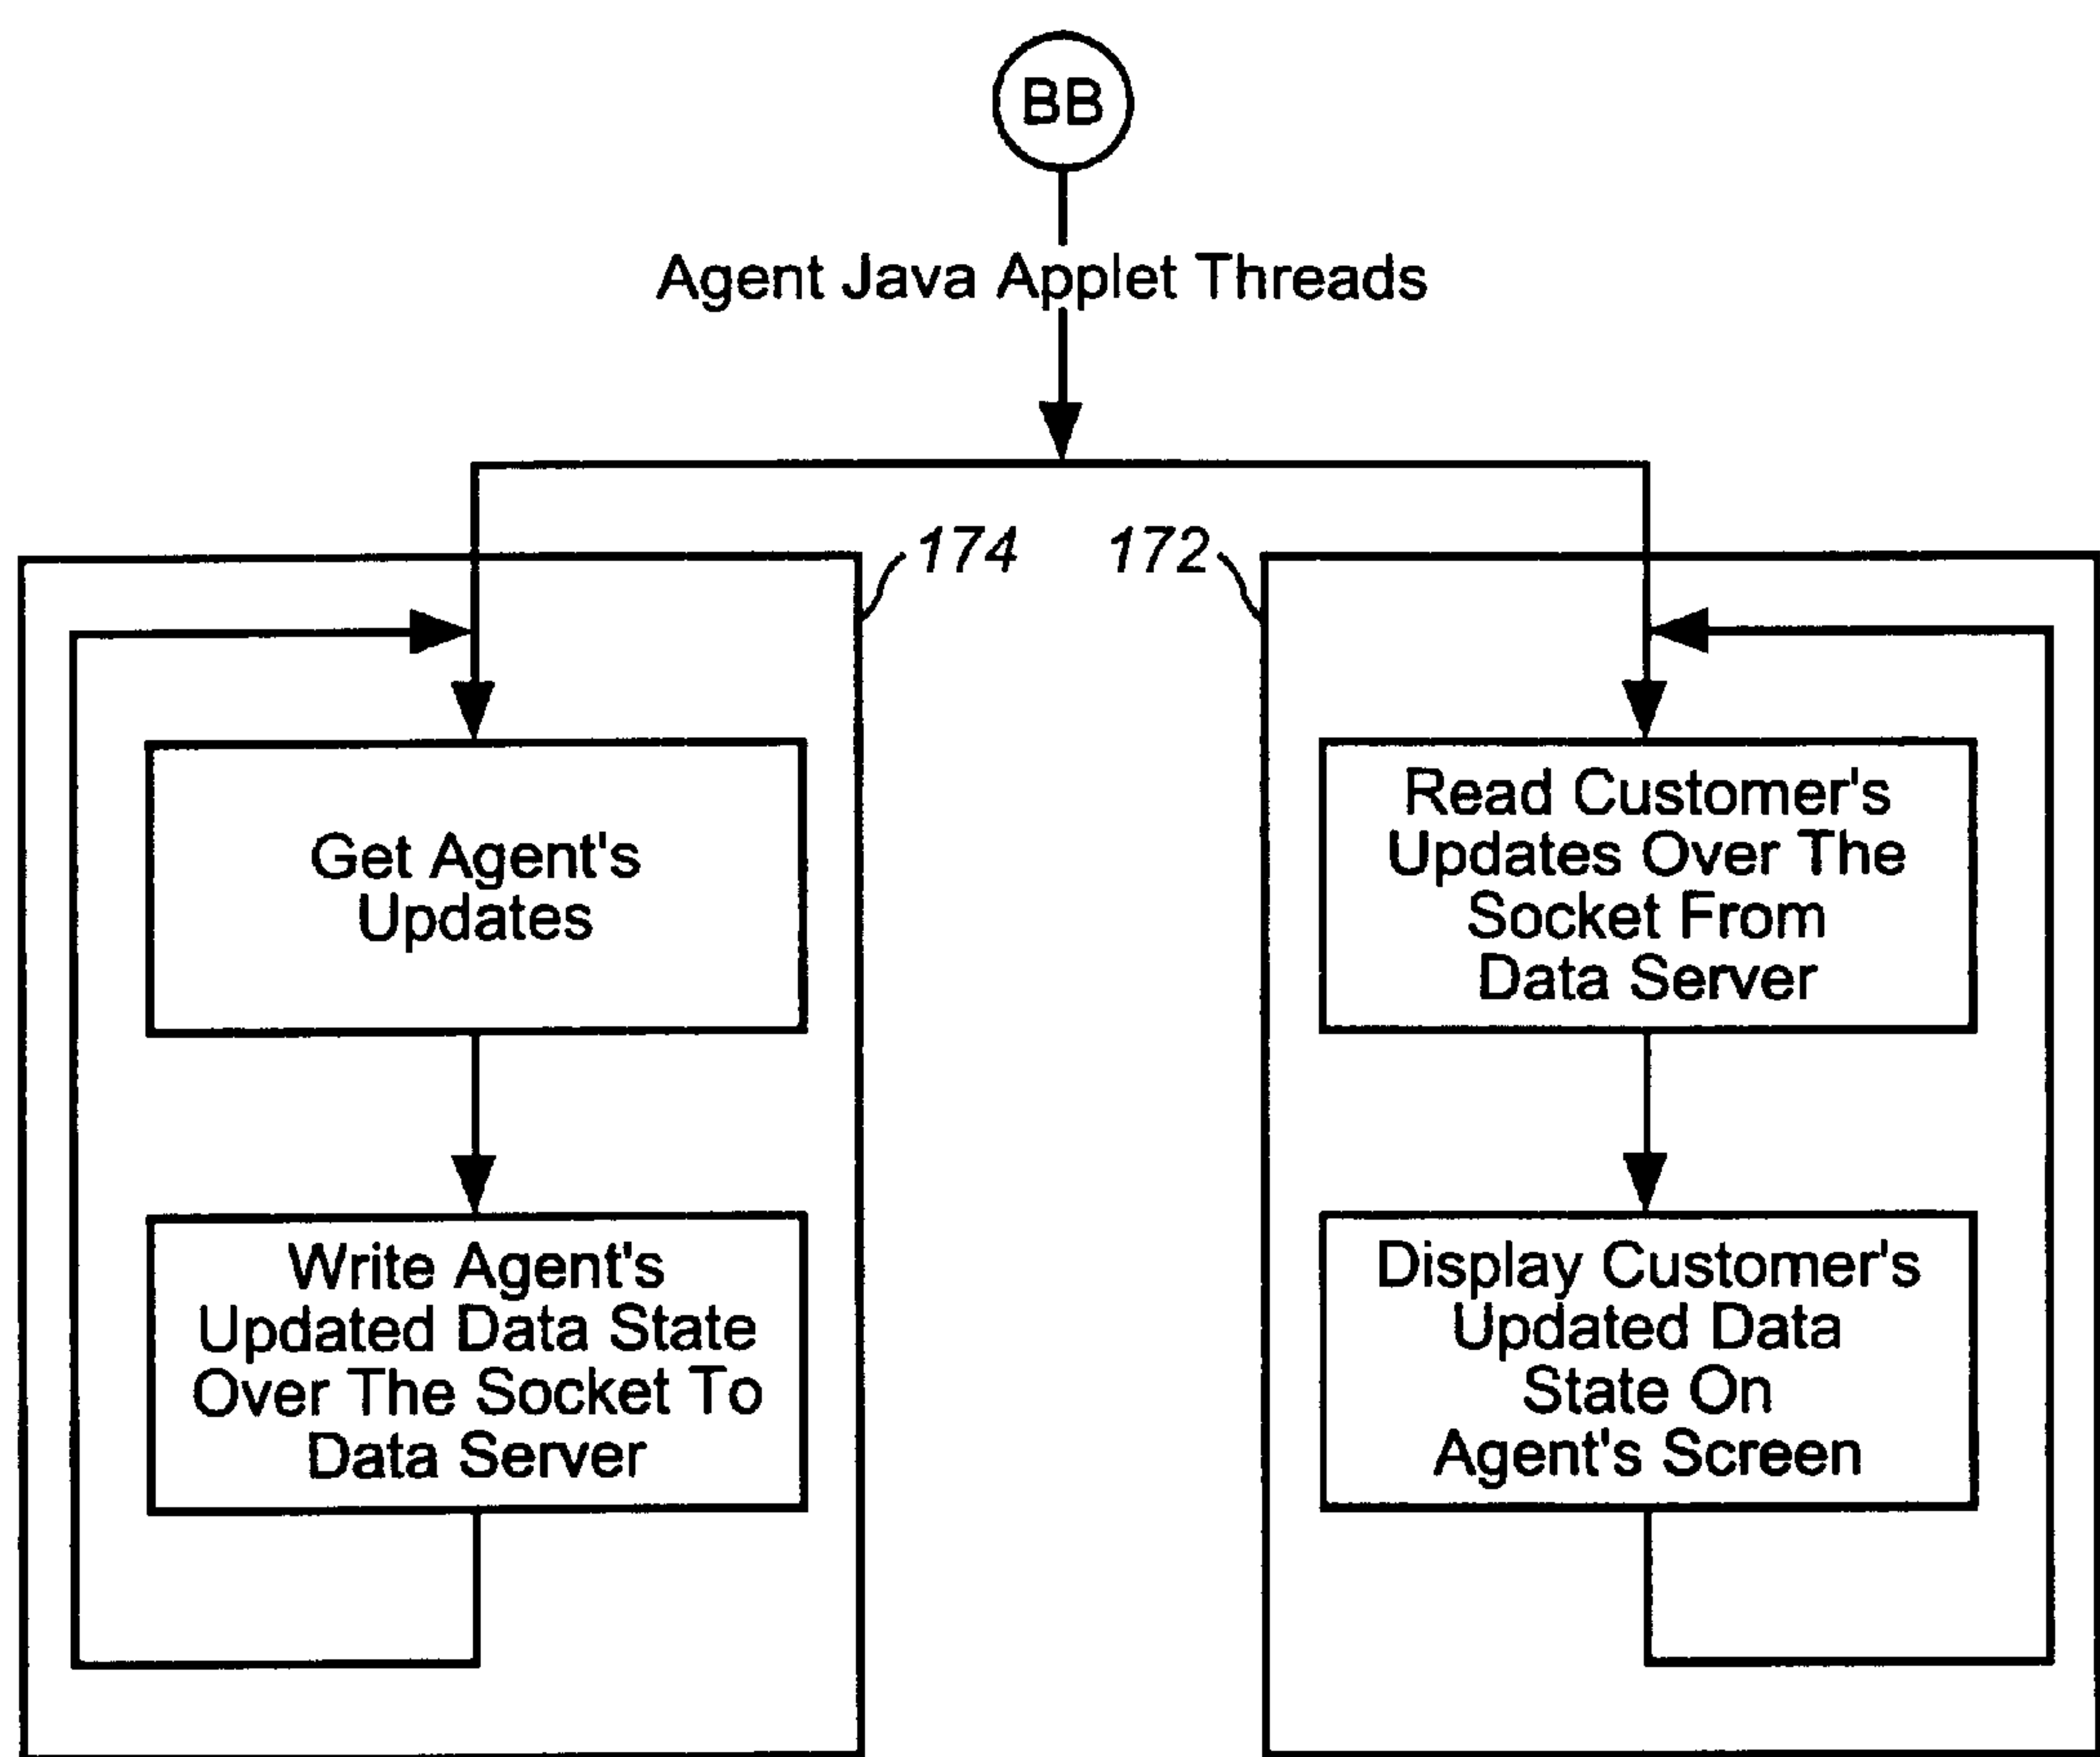 BB
Agent Java Applet Threads
174
172
Get Agent's
Updates
Write Agent's
Updated Data State
Over The Socket To
Data Server
Read Customer's
Updates Over The
Socket From
Data Server
Display Customer's
Updated Data
State On
Agent's Screen